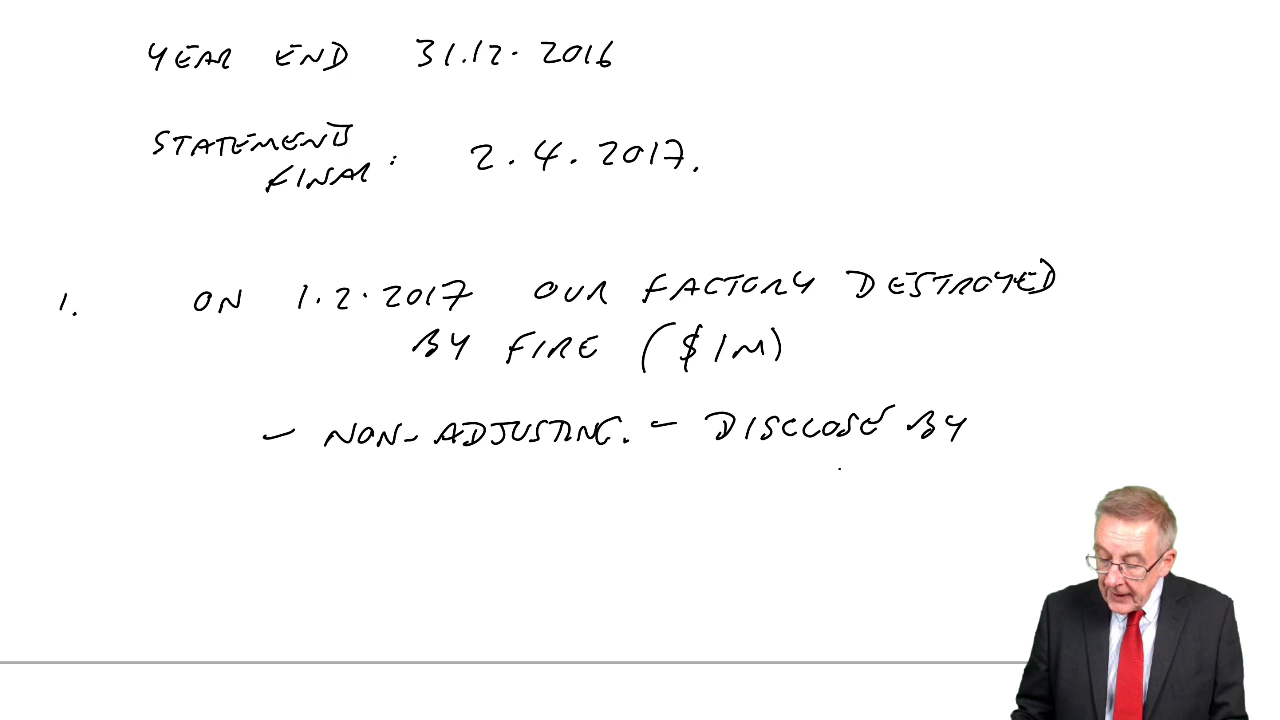 YEAR END 31.12.2016
STATEMENTS
FINAL: 2.4.2017.
1. ON 1.2.2017 OUR FACTORY DESTROYED
BY FIRE ($1M)
- NON-ADJUSTING. - DISCLOSE BY